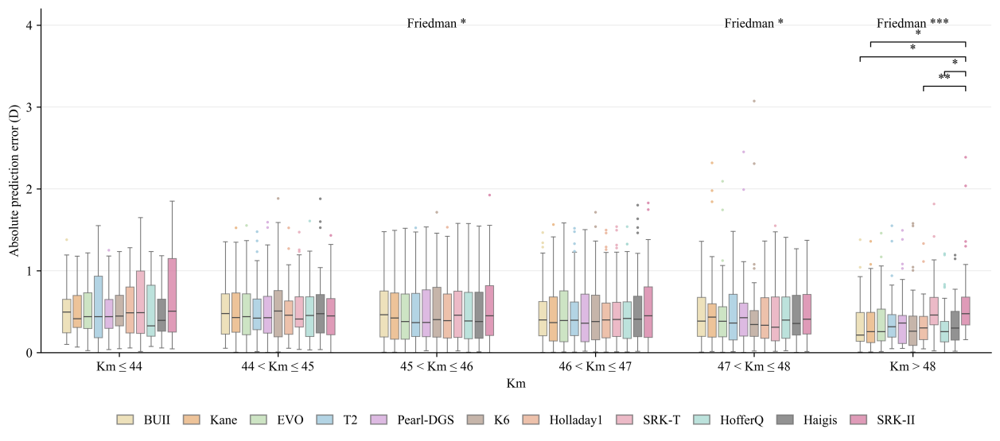 4
Friedman *
Friedman *
Friedman ***
*
*
*
**
3
2
1
0
Absolute prediction error (D)
Km ≤ 44
44 < Km ≤ 45
45 < Km ≤ 46
46 < Km ≤ 47
47 < Km ≤ 48
Km > 48
Km
BUII
Kane
EVO
T2
Pearl-DGS
K6
Holladay1
SRK-T
HofferQ
Haigis
SRK-II